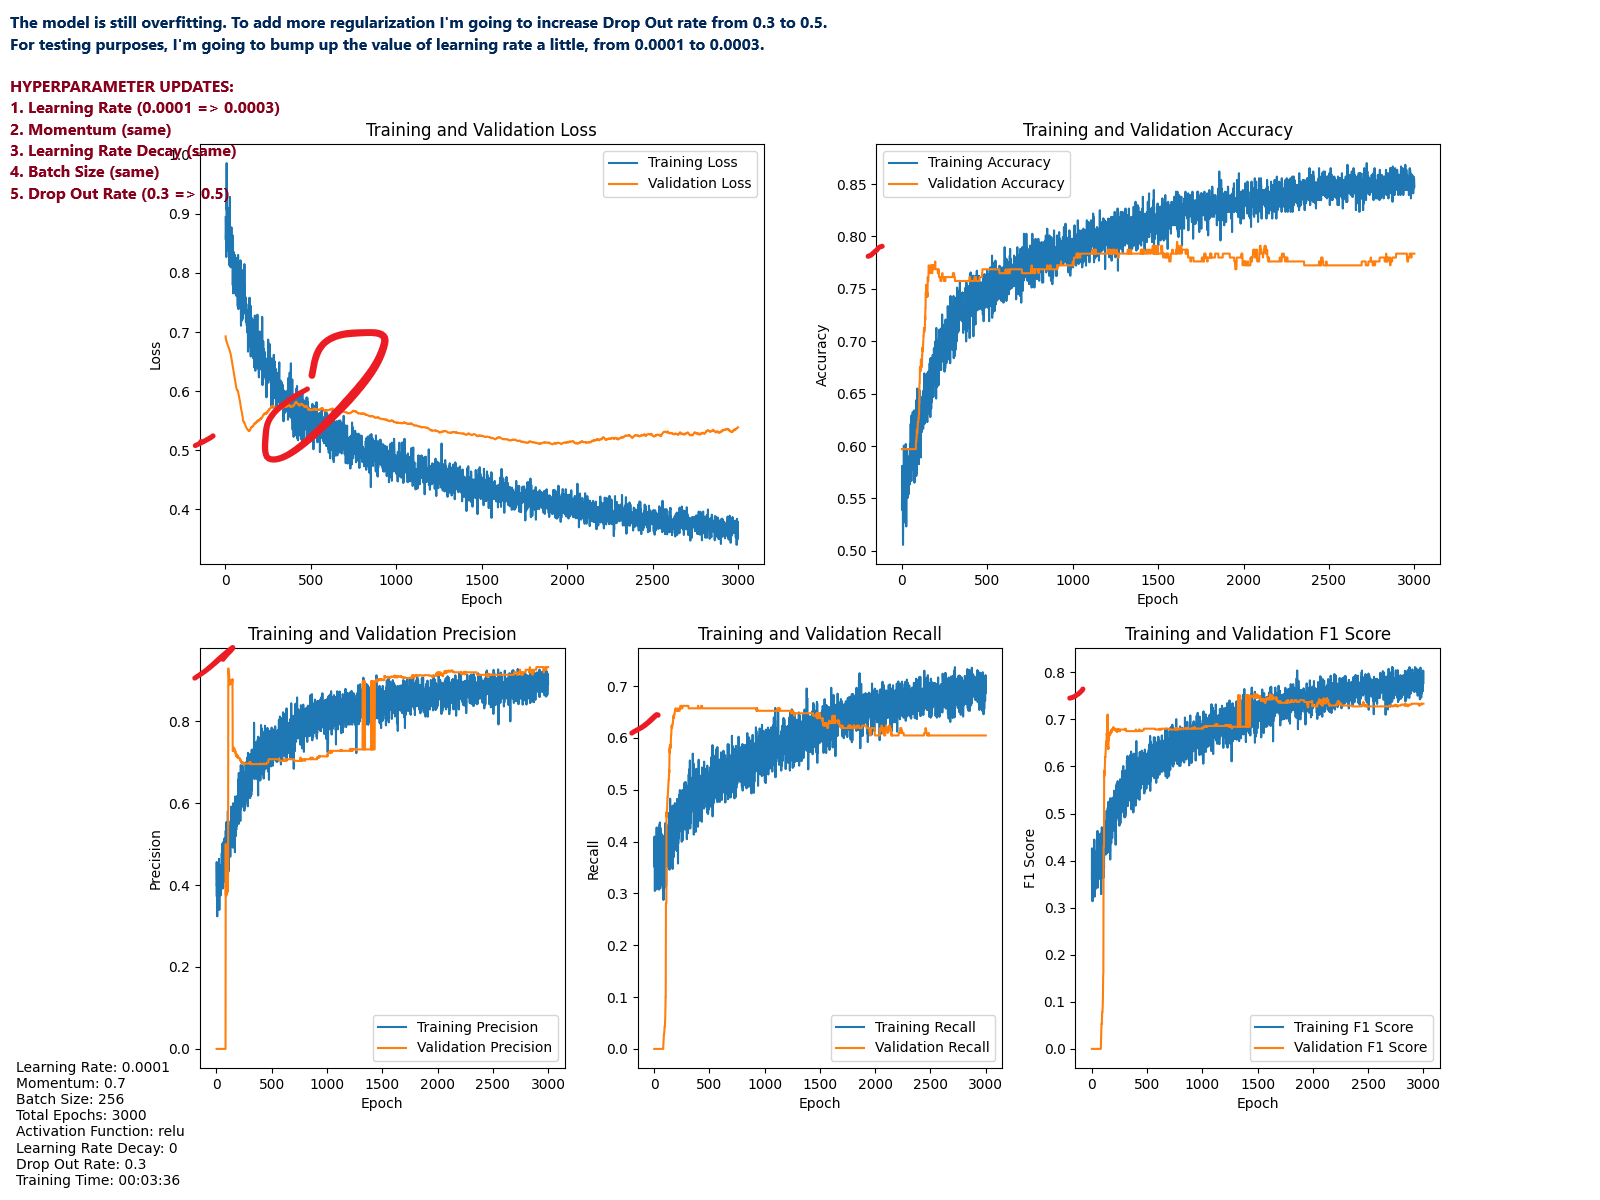 The model is still overfitting. To add more regularization I'm going to increase Drop Out rate from 0.3 to 0.5.
For testing purposes, I'm going to bump up the value of learning rate a little, from 0.0001 to 0.0003.
HYPERPARAMETER UPDATES:
1. Learning Rate (0.0001 => 0.0003)
2. Momentum (same)
3. Learning Rate Decay (same)
4. Batch Size (same)
5. Drop Out Rate (0.3 => 0.5)
Training and Validation Loss
Training Loss
Validation Loss
1.0
0.9
0.8
0.7
0.6
0.5
0.4
Loss
0 500 1000 1500 2000 2500 3000
Epoch
Training and Validation Accuracy
Training Accuracy
Validation Accuracy
0.85
0.80
0.75
0.70
0.65
0.60
0.55
0.50
Accuracy
0 500 1000 1500 2000 2500 3000
Epoch
Training and Validation Precision
0.8
0.6
0.4
0.2
0.0
Precision
Training Precision
Validation Precision
0 500 1000 1500 2000 2500 3000
Epoch
Training and Validation Recall
0.7
0.6
0.5
0.4
0.3
0.2
0.1
0.0
Recall
Training Recall
Validation Recall
0 500 1000 1500 2000 2500 3000
Epoch
Training and Validation F1 Score
0.8
0.7
0.6
0.5
0.4
0.3
0.2
0.1
0.0
F1 Score
Training F1 Score
Validation F1 Score
0 500 1000 1500 2000 2500 3000
Epoch
Learning Rate: 0.0001
Momentum: 0.7
Batch Size: 256
Total Epochs: 3000
Activation Function: relu
Learning Rate Decay: 0
Drop Out Rate: 0.3
Training Time: 00:03:36